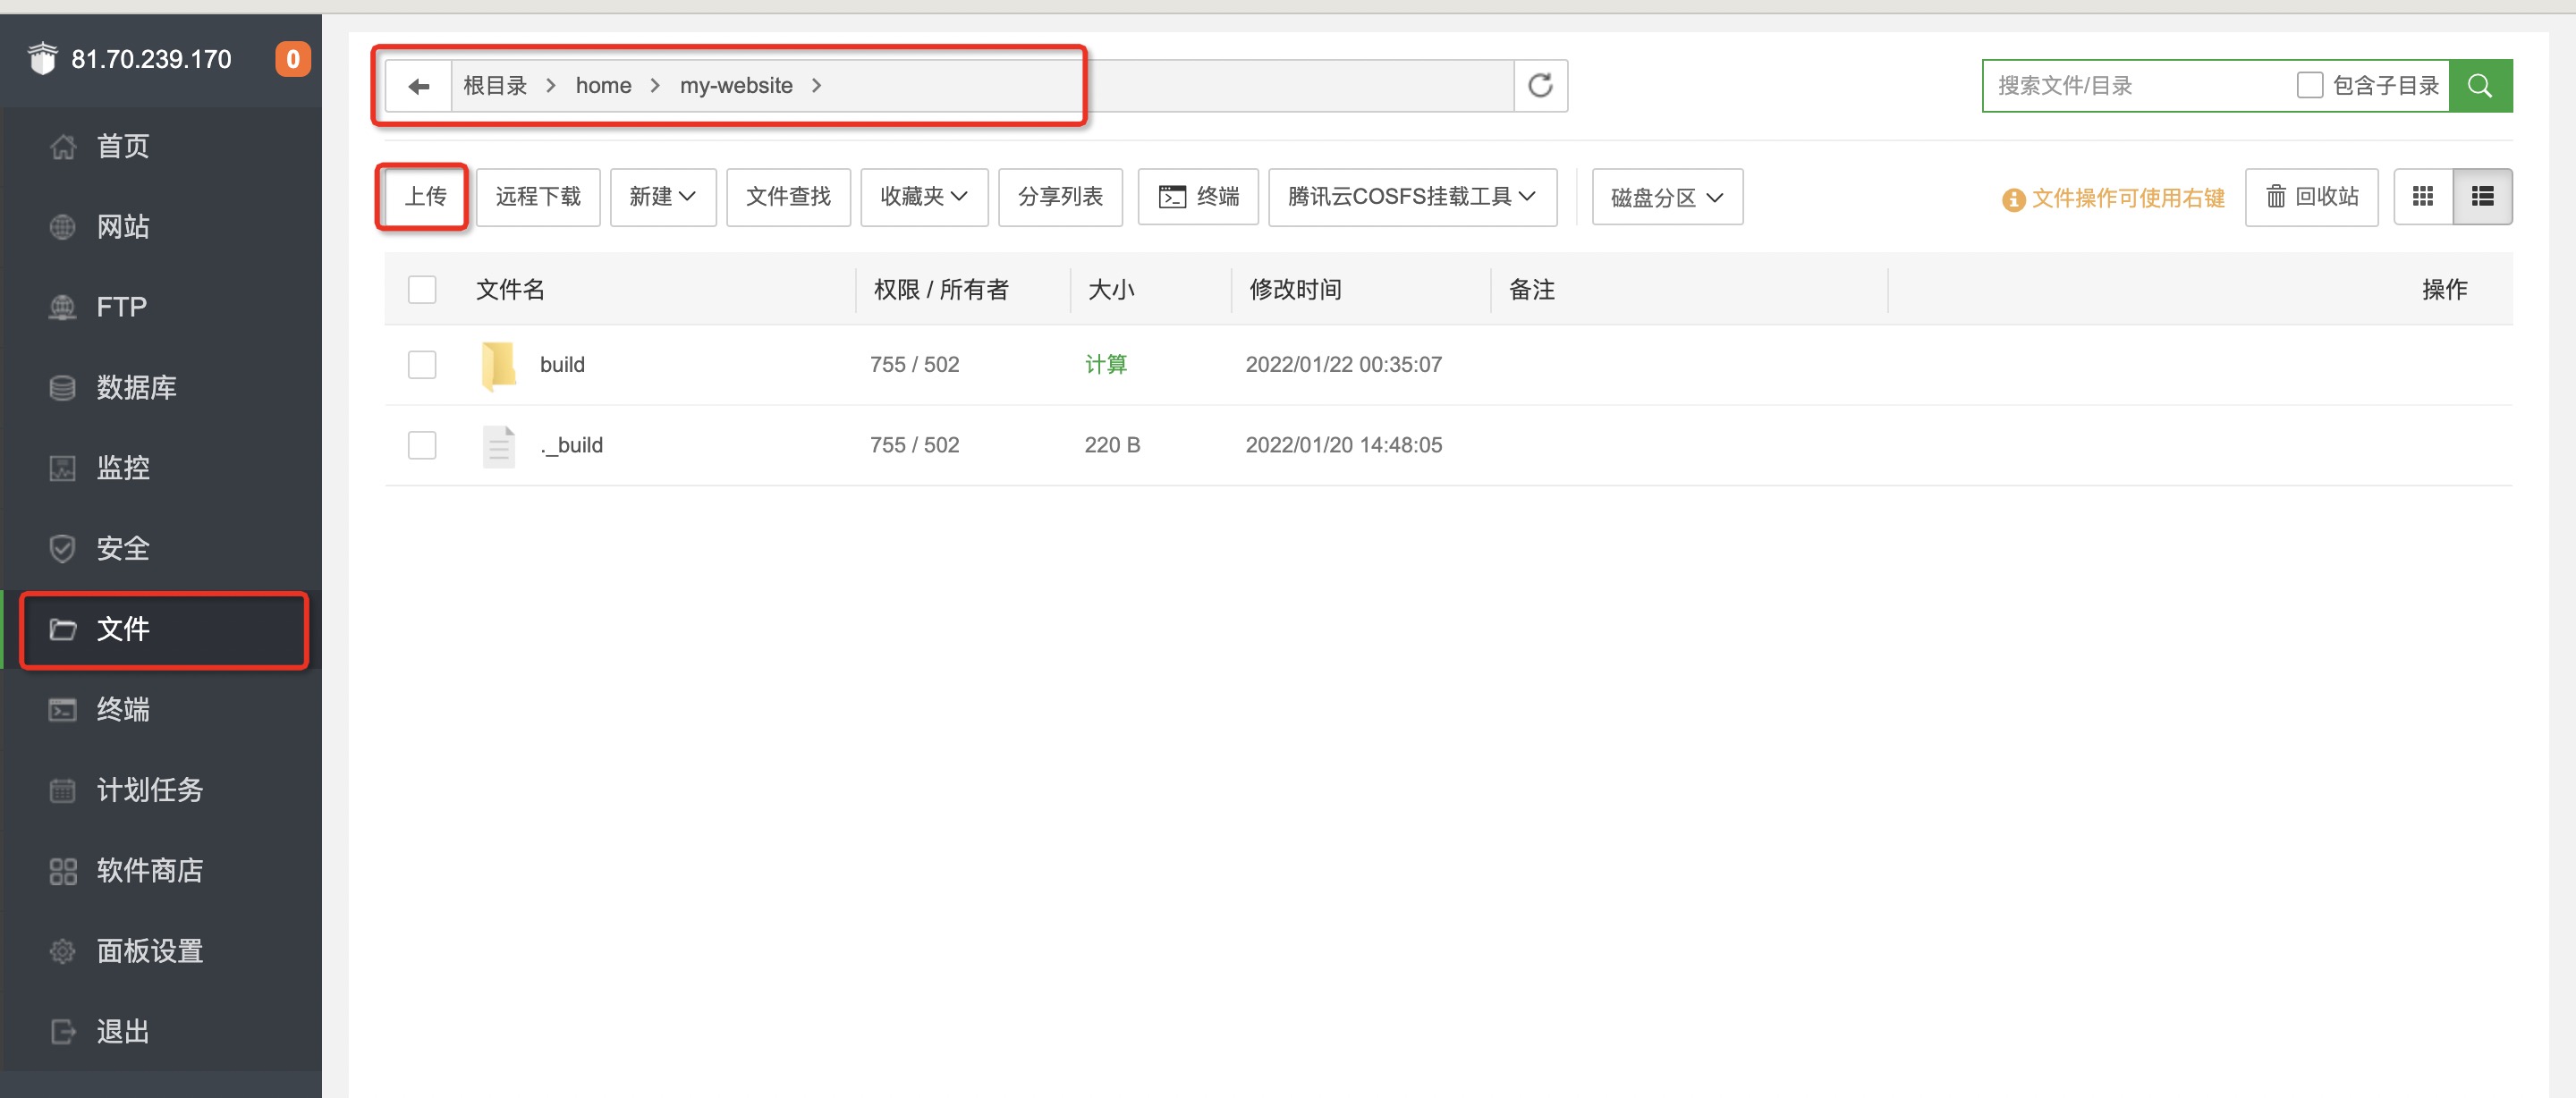 81.70.239.170 0
首页
网站
FTP
数据库
监控
安全
文件
终端
计划任务
软件商店
面板设置
退出
根目录 > home > my-website >
搜索文件/目录 包含子目录
上传 远程下载 新建 文件查找 收藏夹 分享列表 终端 腾讯云COSFS挂载工具 磁盘分区 文件操作可使用右键 回收站
文件名 权限 / 所有者 大小 修改时间 备注 操作
build 755 / 502 计算 2022/01/22 00:35:07
._build 755 / 502 220 B 2022/01/20 14:48:05